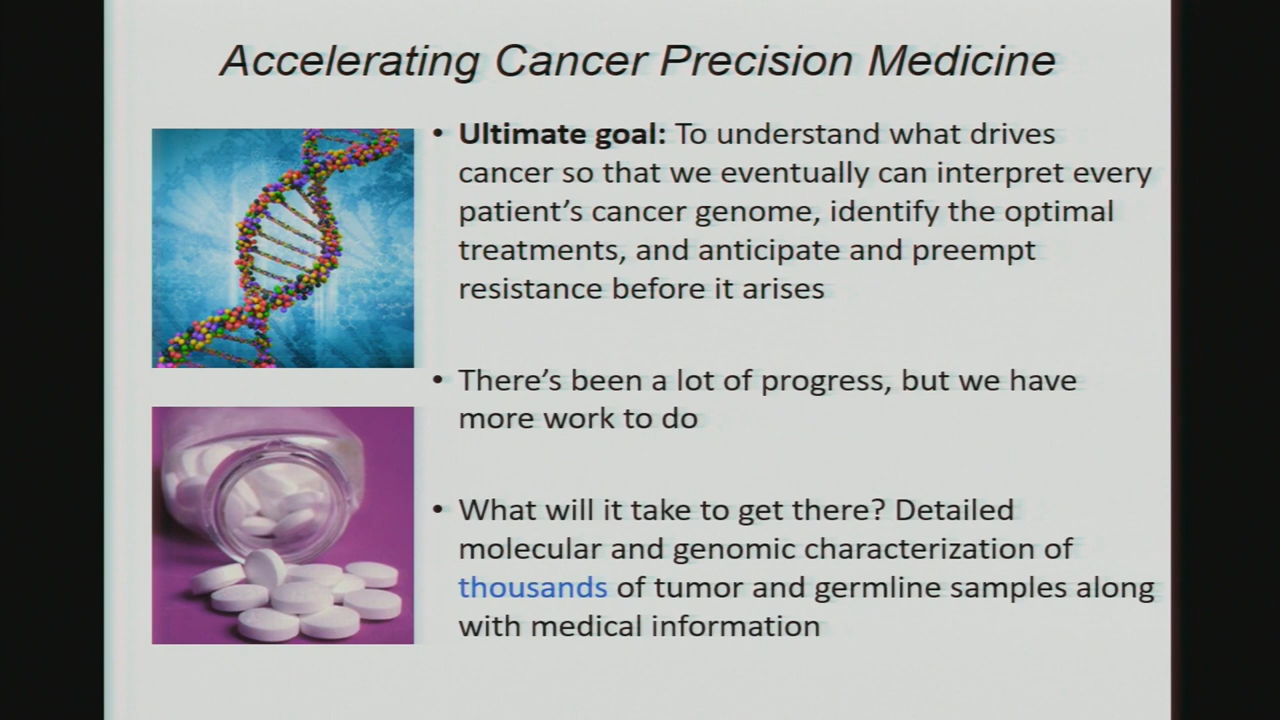 Accelerating Cancer Precision Medicine
• Ultimate goal: To understand what drives
cancer so that we eventually can interpret every
patient’s cancer genome, identify the optimal
treatments, and anticipate and preempt
resistance before it arises
• There’s been a lot of progress, but we have
more work to do
• What will it take to get there? Detailed
molecular and genomic characterization of
thousands of tumor and germline samples along
with medical information